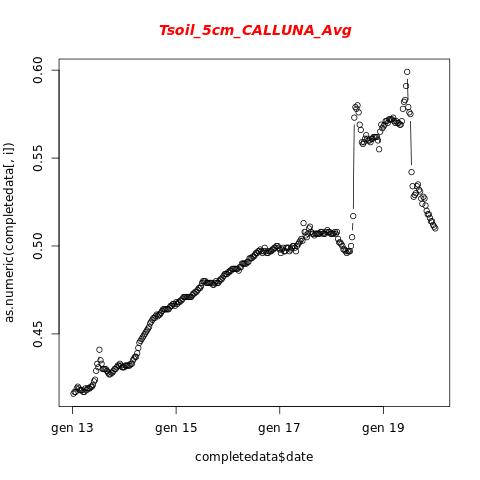 Tsoil_5cm_CALLUNA_Avg
as.numeric(completedata[, i])
0.60
0.55
0.50
0.45
gen 13
gen 15
gen 17
gen 19
completedata$date